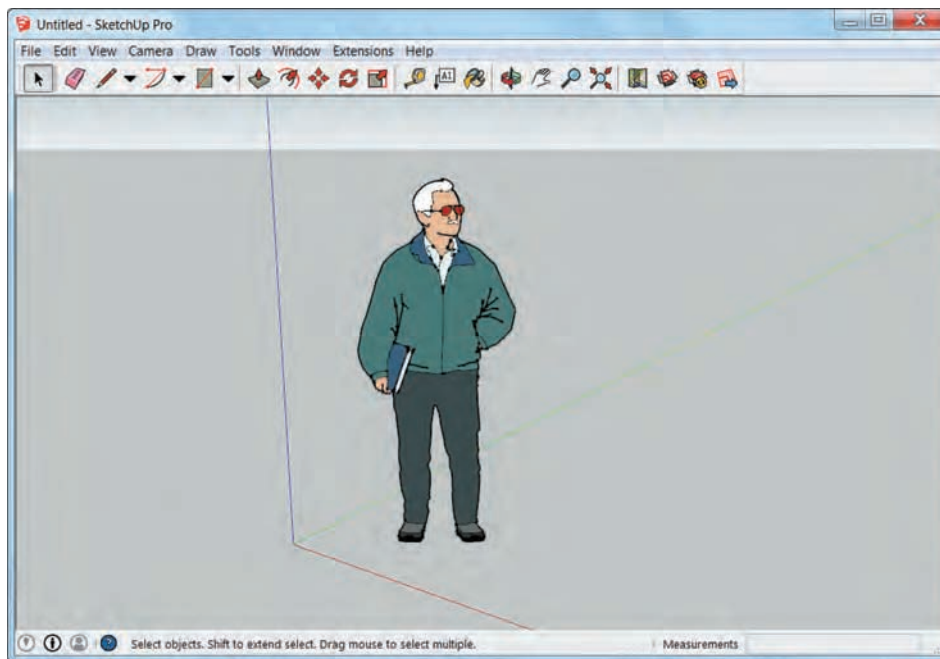 Untitled - SketchUp Pro
File Edit View Camera Draw Tools Window Extensions Help
A1
Select objects. Shift to extend select. Drag mouse to select multiple. Measurements